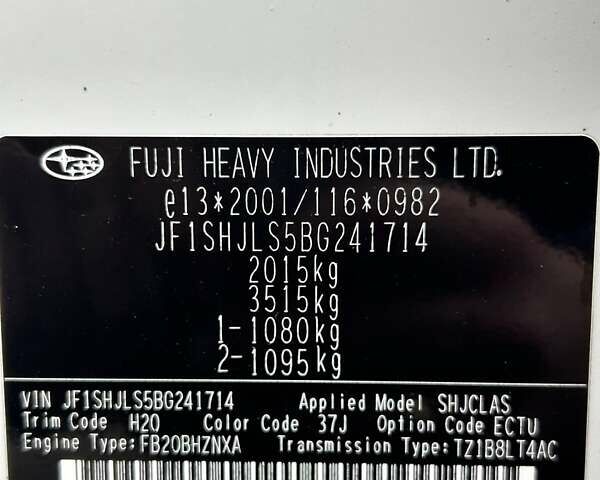 FUJI HEAVY INDUSTRIES LTD.
e13*2001/116*0982
JF1SHJLS5BG241714
2015kg
3515kg
1-1080kg
2-1095kg
VIN JF1SHJLS5BG241714 Applied Model SHJCLAS
Trim Code H20 Color Code 37J Option Code ECTU
Engine Type:FB20BHZNXA Transmission Type:TZ1B8LT4AC